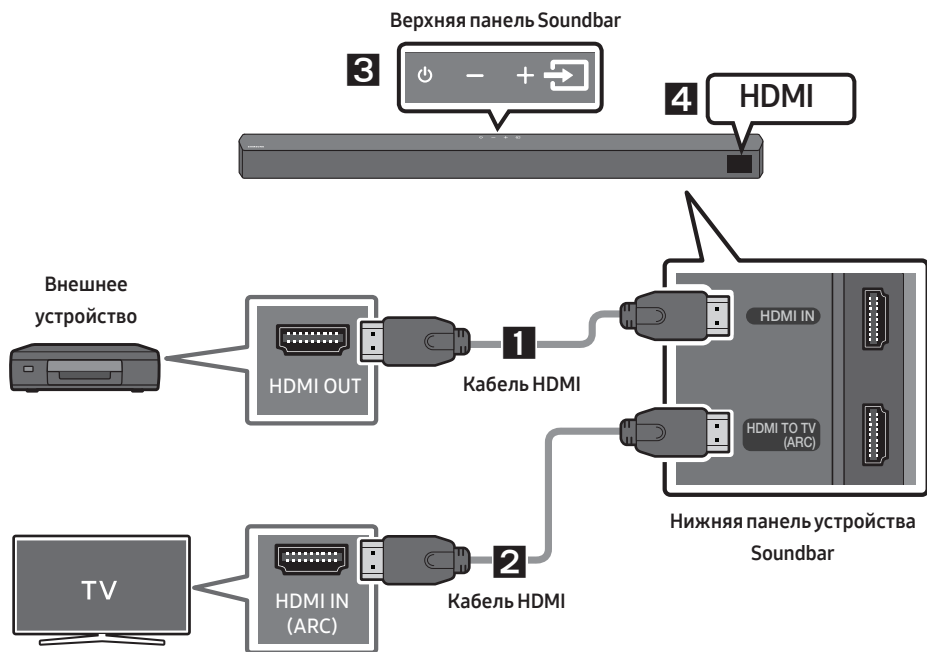 Верхняя панель Soundbar
3
4
HDMI
Внешнее
устройство
HDMI OUT
1
Кабель HDMI
HDMI IN
HDMI TO TV
(ARC)
Нижняя панель устройства
Soundbar
TV
HDMI IN
(ARC)
2
Кабель HDMI